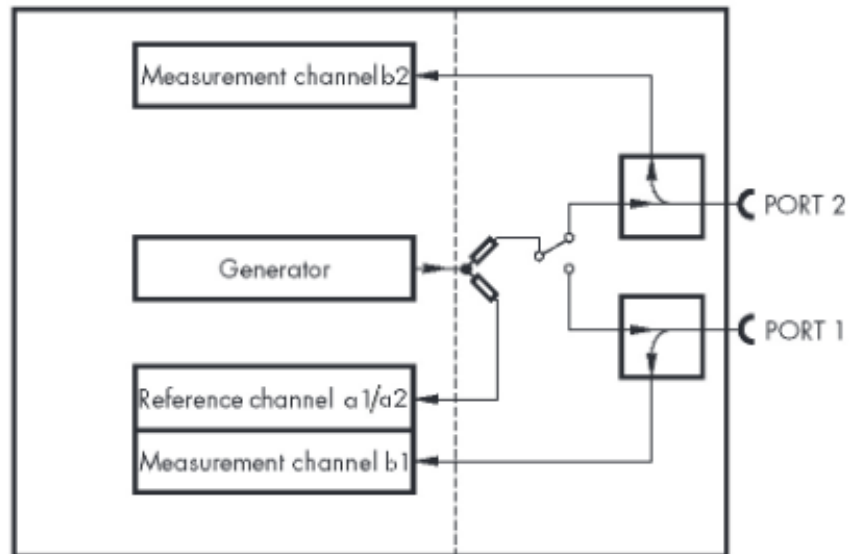 Measurement channel b2
PORT 2
Generator
PORT 1
Reference channel a1/a2
Measurement channel b1